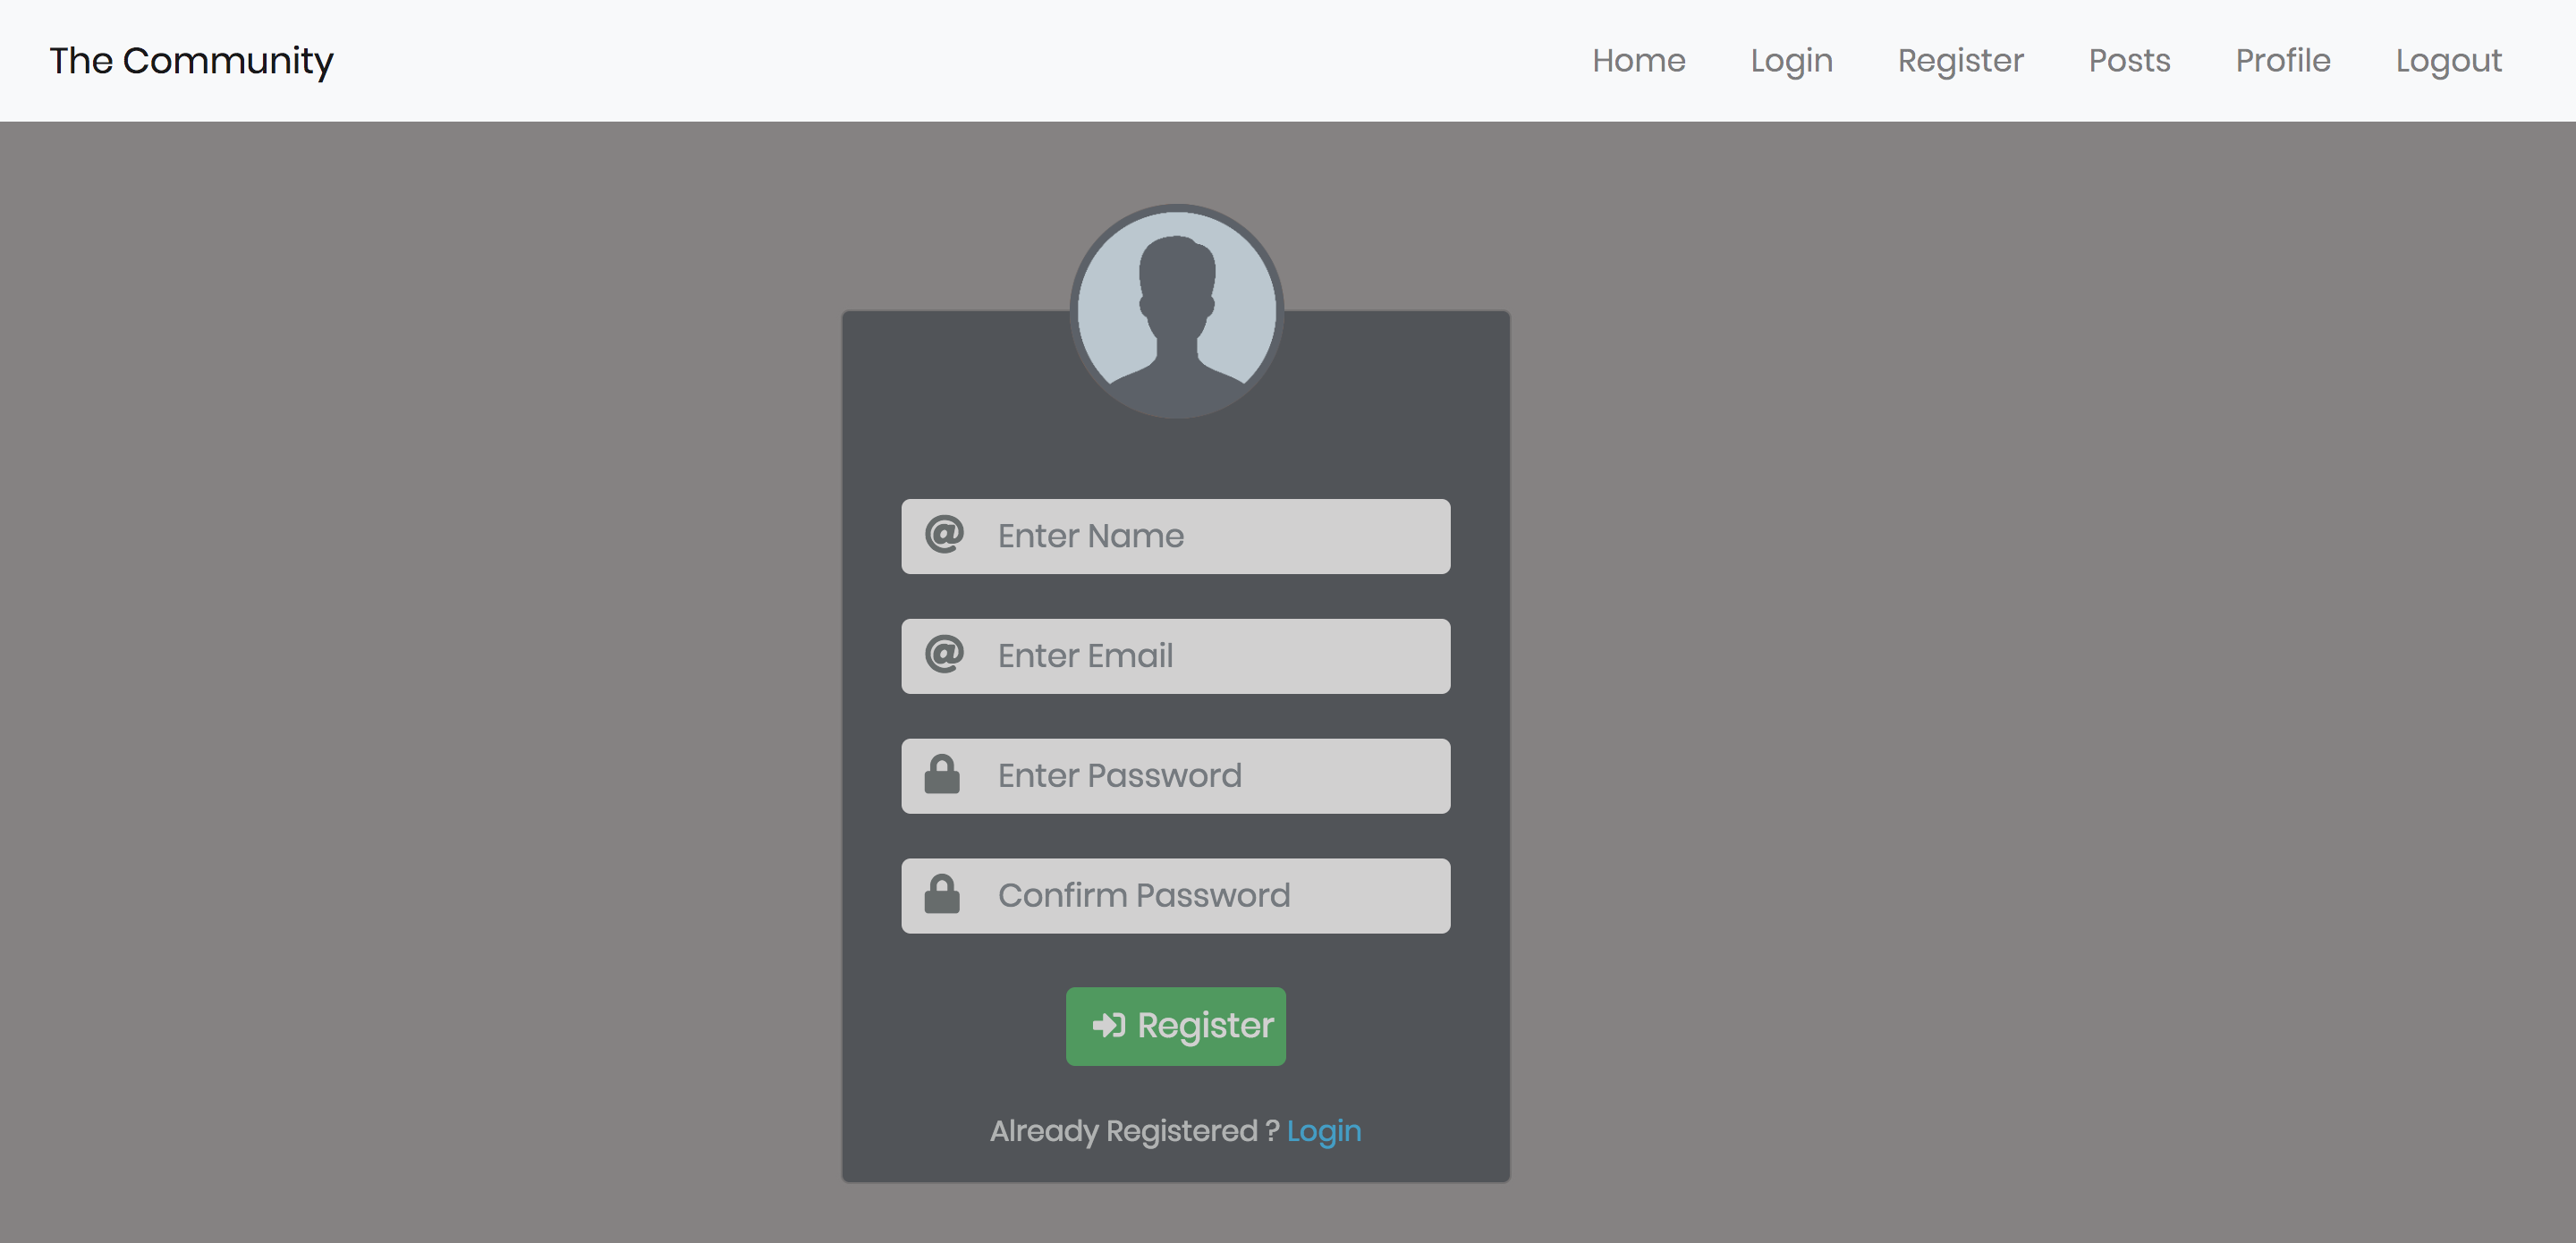 The Community Home Login Register Posts Profile Logout
Enter Name
Enter Email
Enter Password
Confirm Password
Register
Already Registered ? Login